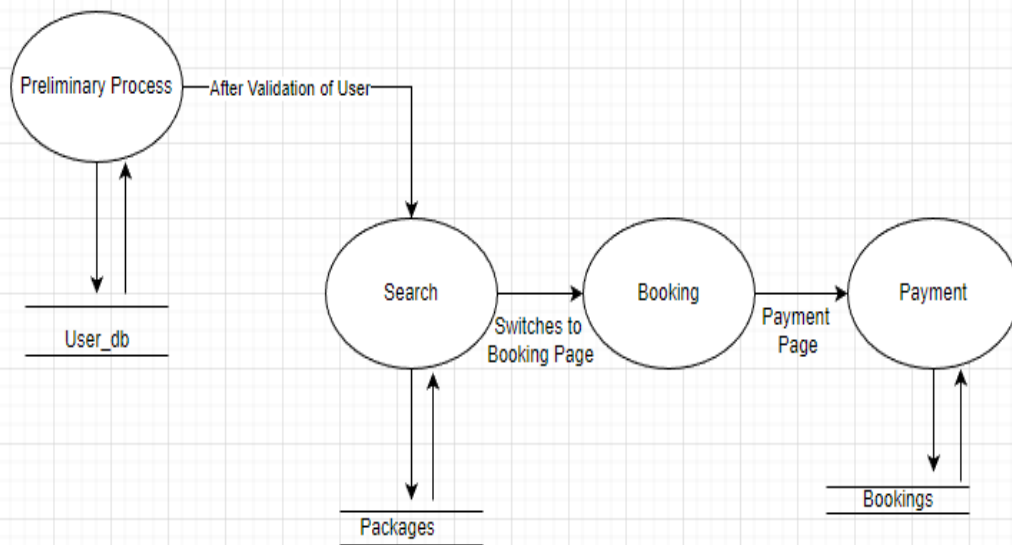 Preliminary Process
After Validation of User
User_db
Search
Switches to
Booking Page
Booking
Payment
Page
Payment
Packages
Bookings